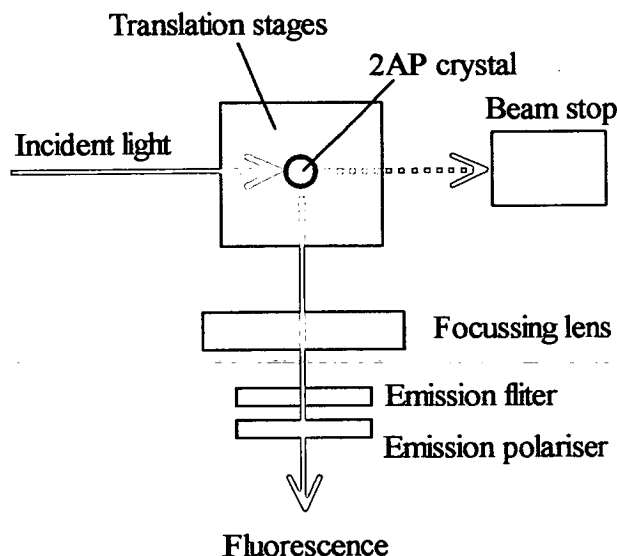 Translation stages
2AP crystal
Beam stop
Incident light
Focussing lens
Emission fliter
Emission polariser
Fluorescence